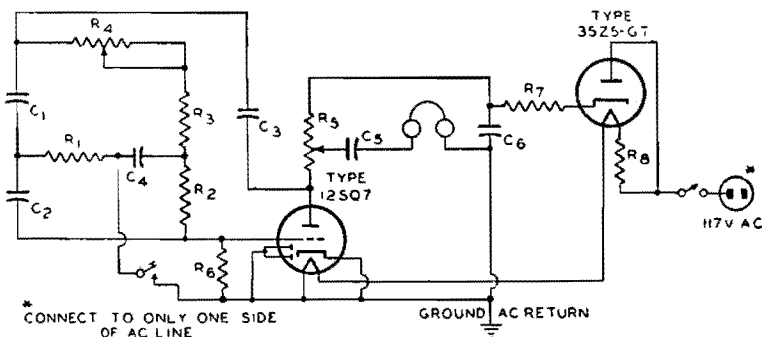 TYPE
35Z5-GT
R4
R7
C1
R3
C3
R5
C5
C6
R8
R1
C4
TYPE
12SQ7
*
C2
R2
117V AC
R6
*
CONNECT TO ONLY ONE SIDE
OF AC LINE
GROUND AC RETURN